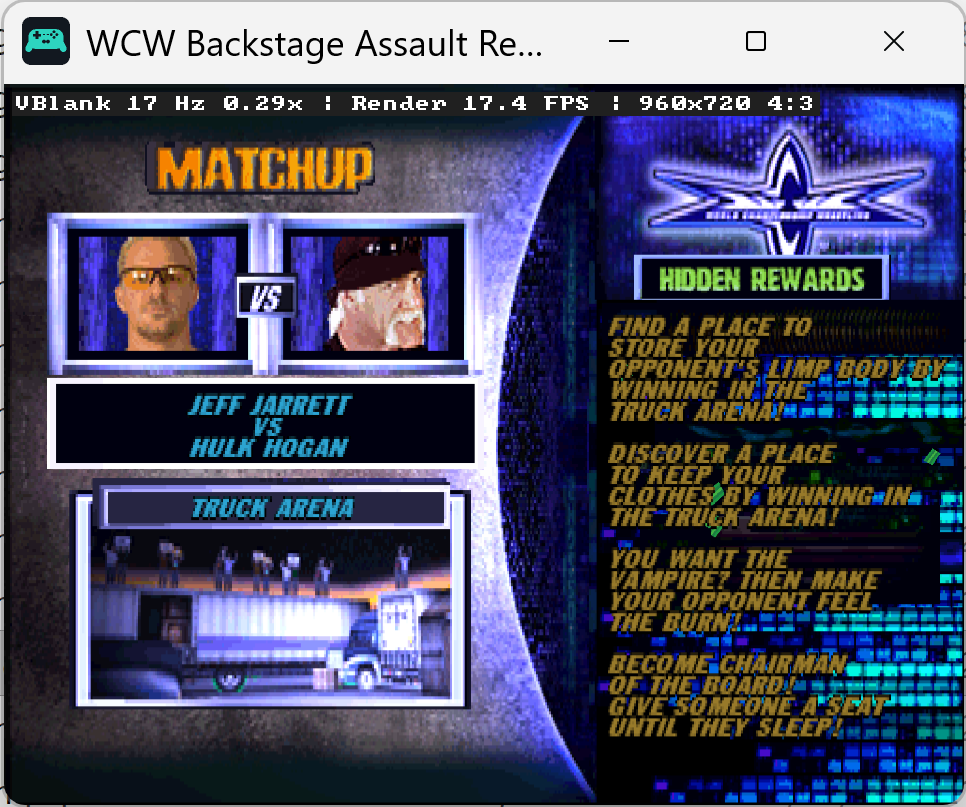 WCW Backstage Assault Re...
VBlank 17 Hz 0.29x | Render 17.4 FPS | 960x720 4:3
MATCHUP
VS
JEFF JARRETT
VS
HULK HOGAN
TRUCK ARENA
WORLD CHAMPIONSHIP WRESTLING
HIDDEN REWARDS
FIND A PLACE TO
STORE YOUR
OPPONENT'S LIMP BODY BY
WINNING IN THE
TRUCK ARENA!
DISCOVER A PLACE
TO KEEP YOUR
CLOTHES BY WINNING IN
THE TRUCK ARENA!
YOU WANT THE
VAMPIRE? THEN MAKE
YOUR OPPONENT FEEL
THE BURN!
BECOME CHAIRMAN
OF THE BOARD!
GIVE SOMEONE A SEAT
UNTIL THEY SLEEP!